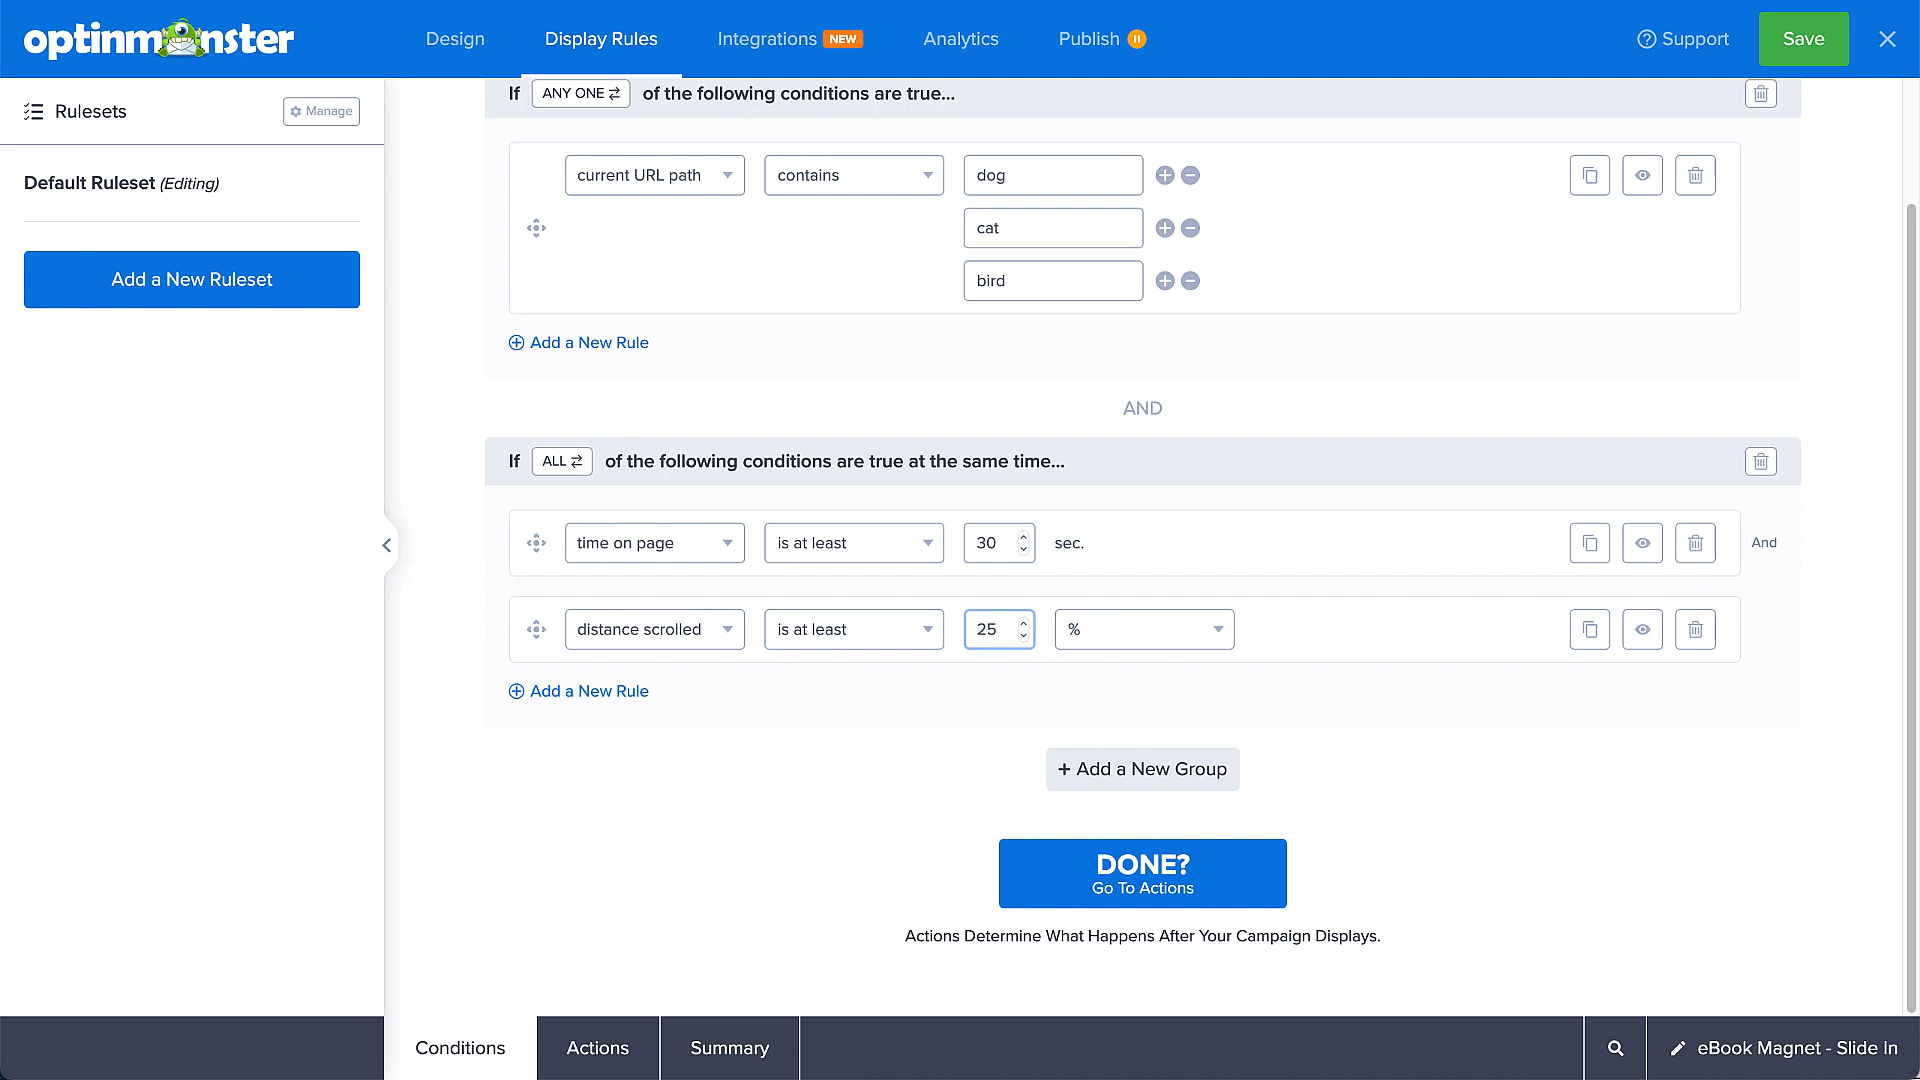 optinmonster
Design
Display Rules
Integrations NEW
Analytics
Publish
Support
Save
Rulesets
Manage
Default Ruleset (Editing)
Add a New Ruleset
If ANY ONE of the following conditions are true...
current URL path
contains
dog
cat
bird
Add a New Rule
AND
If ALL of the following conditions are true at the same time...
time on page
is at least
30
sec.
And
distance scrolled
is at least
25
%
Add a New Rule
+ Add a New Group
DONE?
Go To Actions
Actions Determine What Happens After Your Campaign Displays.
Conditions
Actions
Summary
eBook Magnet - Slide In